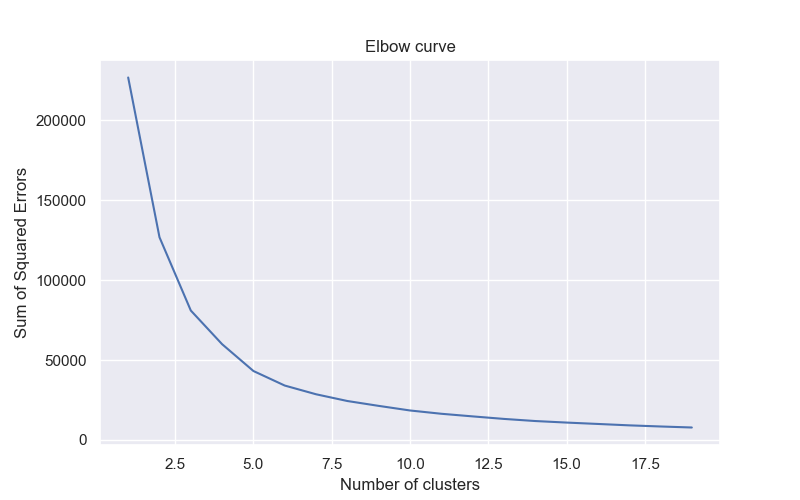 Elbow curve
200000
150000
100000
50000
0
Sum of Squared Errors
2.5 5.0 7.5 10.0 12.5 15.0 17.5
Number of clusters